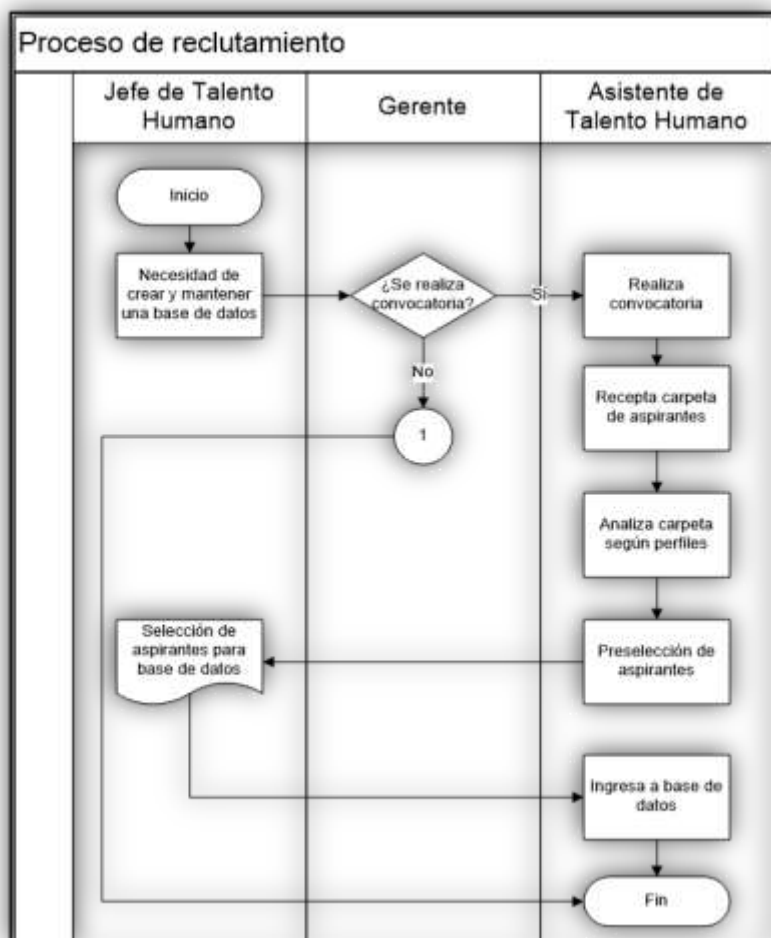 Proceso de reclutamiento
Jefe de Talento
Humano
Gerente
Asistente de
Talento Humano
Inicio
Necesidad de
crear y mantener
una base de datos
¿Se realiza
convocatoria?
Sí
Realiza
convocatoria
No
1
Recepta carpeta
de aspirantes
Analiza carpeta
según perfiles
Selección de
aspirantes para
base de datos
Preselección de
aspirantes
Ingresa a base de
datos
Fin